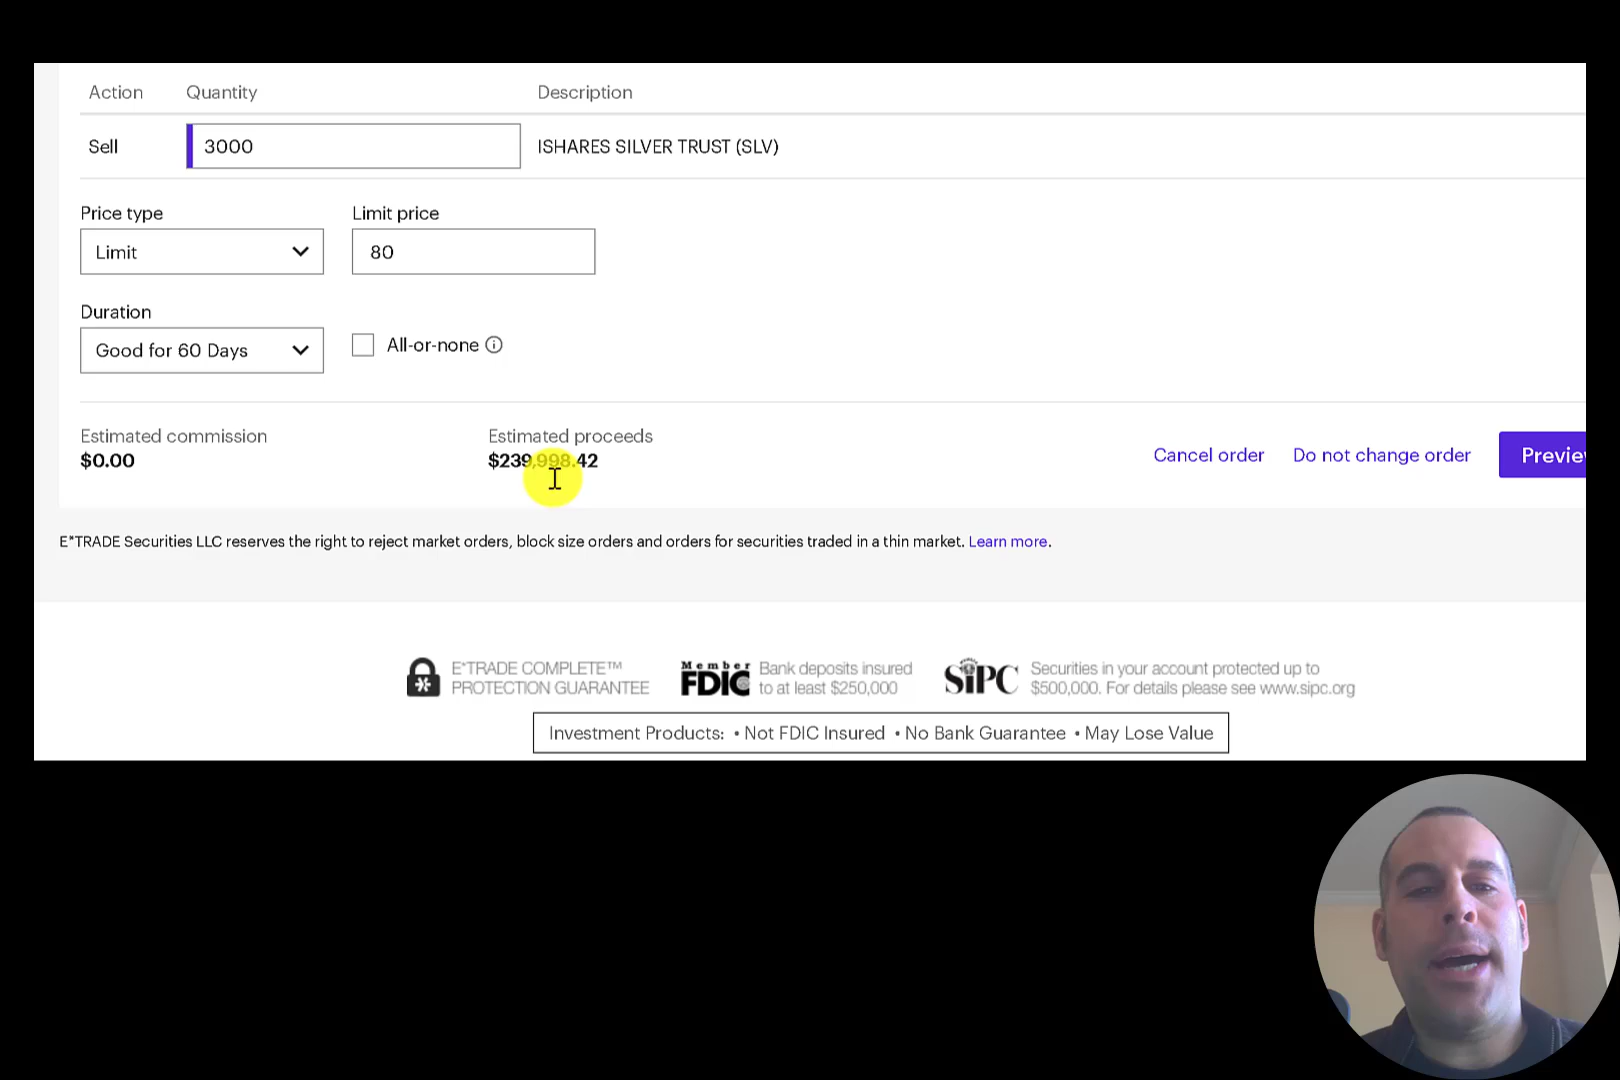 Action Quantity Description
Sell 3000 ISHARES SILVER TRUST (SLV)
Price type Limit price
Limit 80
Duration
Good for 60 Days All-or-none
Estimated commission Estimated proceeds
$0.00 $239,998.42
Cancel order Do not change order Previe
E*TRADE Securities LLC reserves the right to reject market orders, block size orders and orders for securities traded in a thin market. Learn more.
E*TRADE COMPLETE™
PROTECTION GUARANTEE
Member
FDIC
Bank deposits insured
to at least $250,000
SiPC
Securities in your account protected up to
$500,000. For details please see www.sipc.org
Investment Products: • Not FDIC Insured • No Bank Guarantee • May Lose Value